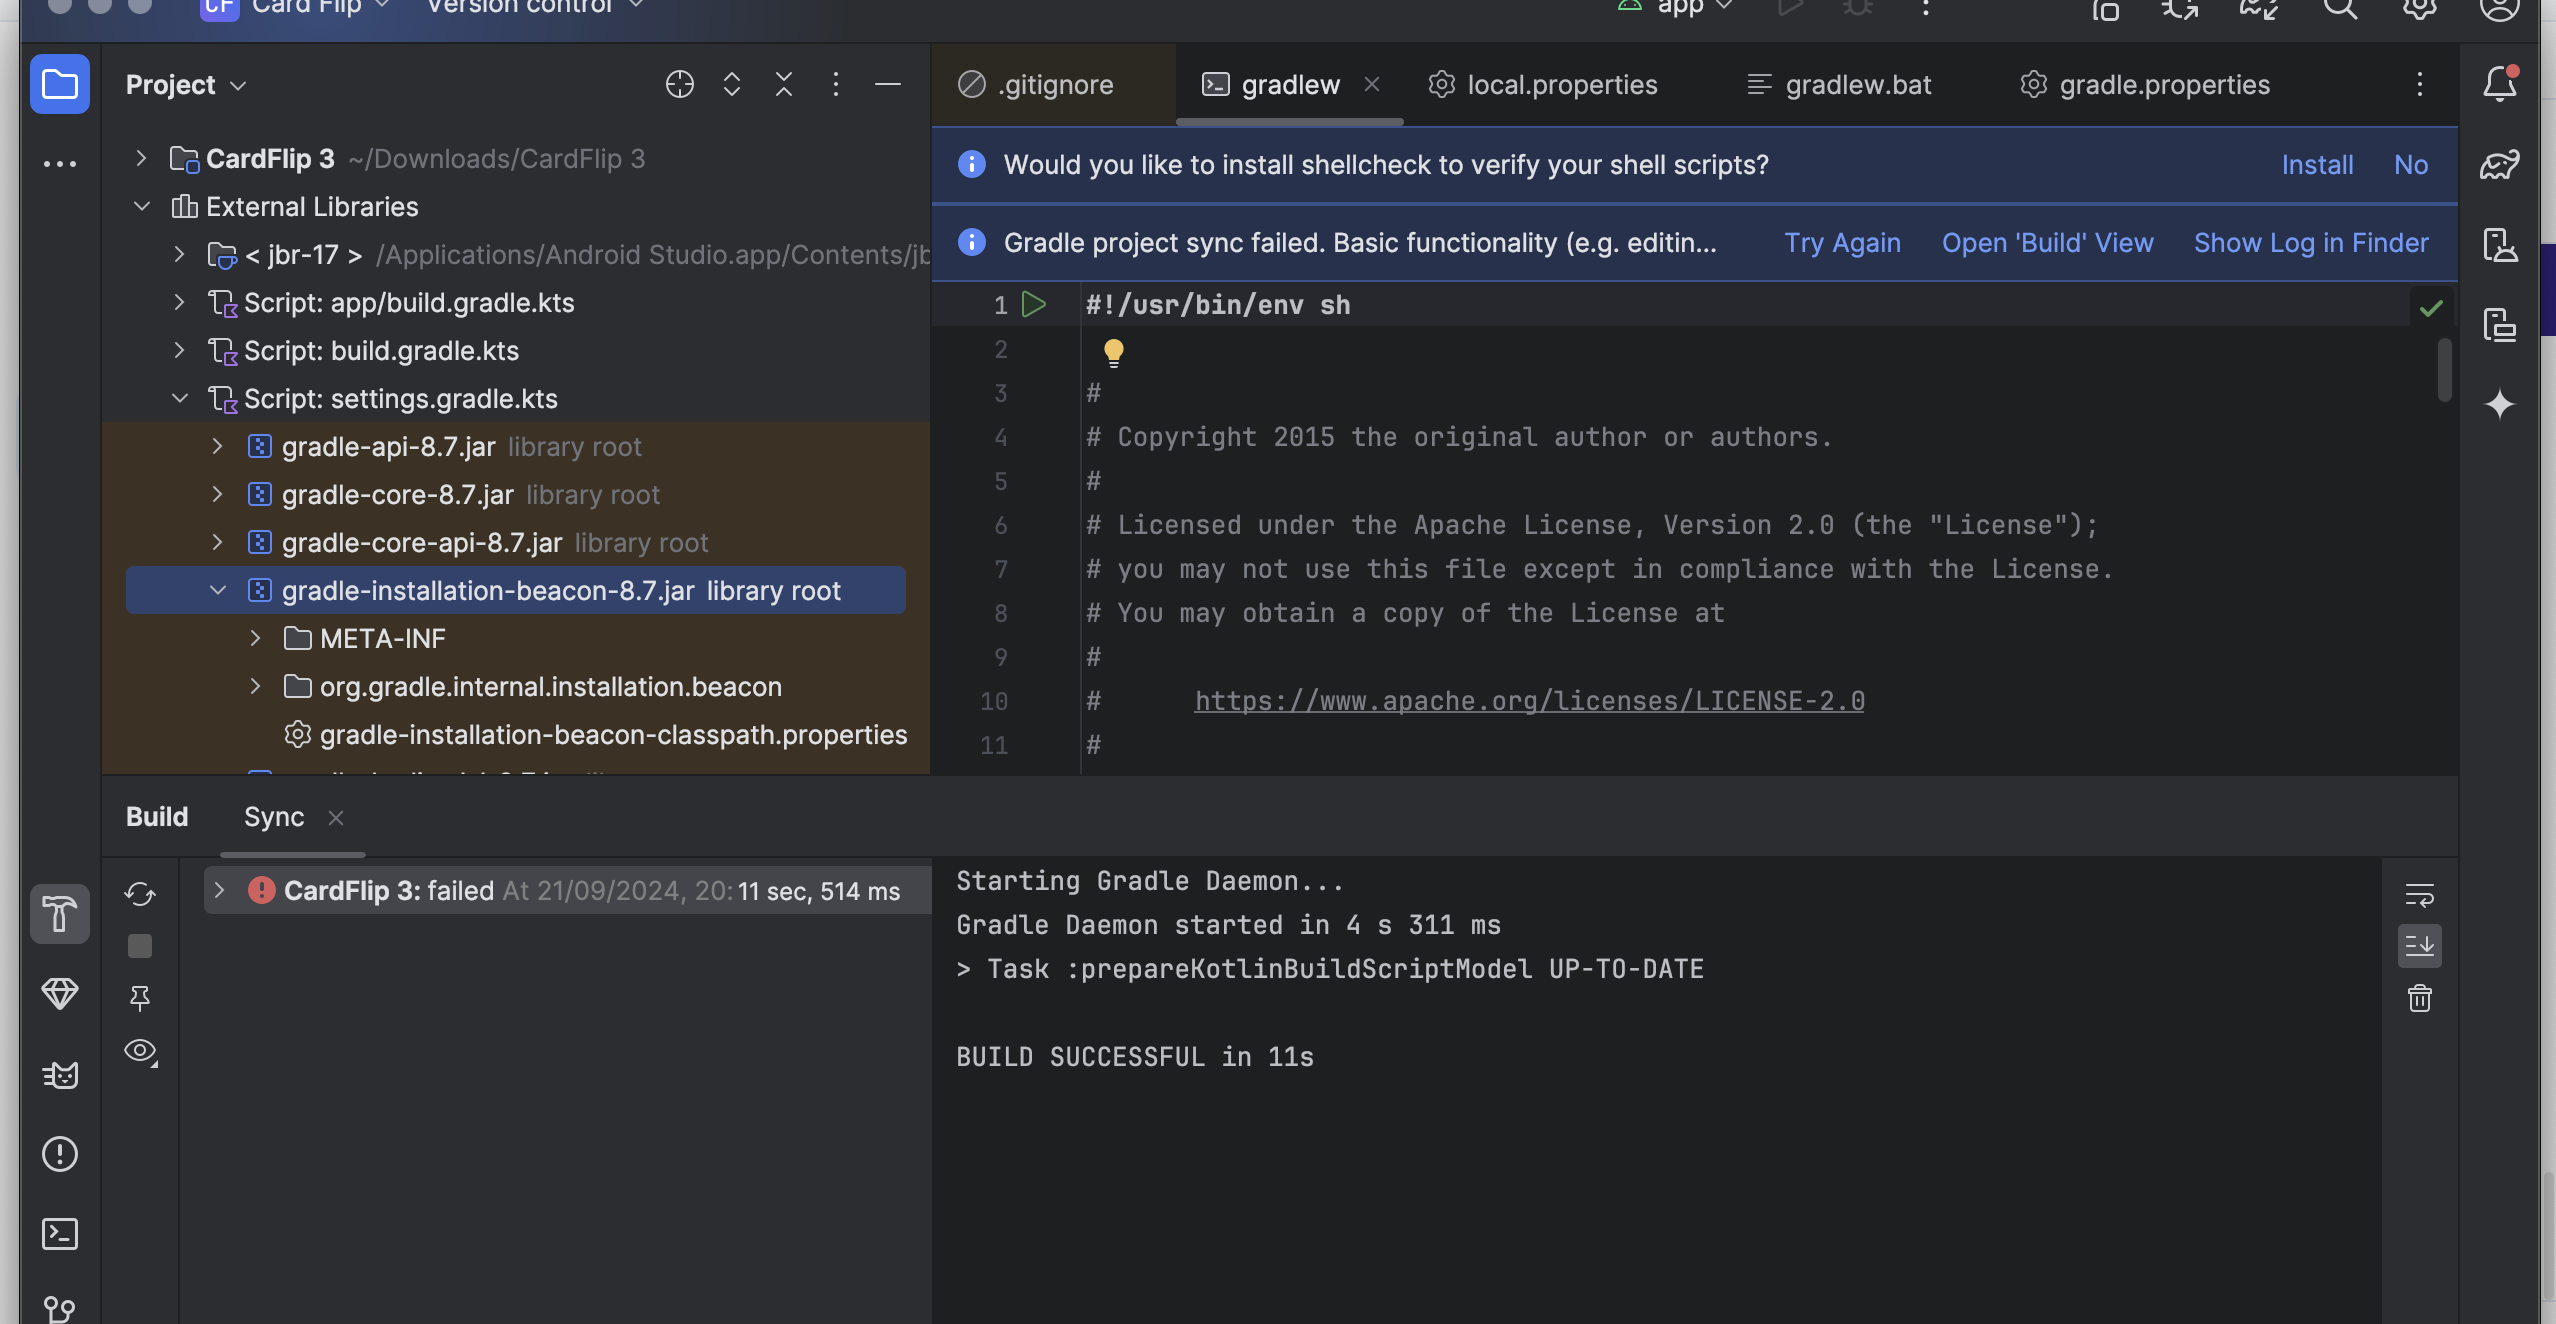 CF Card Flip Version control app
Project
.gitignore
gradlew
local.properties
gradlew.bat
gradle.properties
CardFlip 3 ~/Downloads/CardFlip 3
External Libraries
< jbr-17 > /Applications/Android Studio.app/Contents/jb
Script: app/build.gradle.kts
Script: build.gradle.kts
Script: settings.gradle.kts
gradle-api-8.7.jar library root
gradle-core-8.7.jar library root
gradle-core-api-8.7.jar library root
gradle-installation-beacon-8.7.jar library root
META-INF
org.gradle.internal.installation.beacon
gradle-installation-beacon-classpath.properties
Would you like to install shellcheck to verify your shell scripts? Install No
Gradle project sync failed. Basic functionality (e.g. editin... Try Again Open 'Build' View Show Log in Finder
1 #!/usr/bin/env sh
2
3 #
4 # Copyright 2015 the original author or authors.
5 #
6 # Licensed under the Apache License, Version 2.0 (the "License");
7 # you may not use this file except in compliance with the License.
8 # You may obtain a copy of the License at
9 #
10 #      https://www.apache.org/licenses/LICENSE-2.0
11 #
Build Sync
CardFlip 3: failed At 21/09/2024, 20: 11 sec, 514 ms
Starting Gradle Daemon...
Gradle Daemon started in 4 s 311 ms
> Task :prepareKotlinBuildScriptModel UP-TO-DATE
BUILD SUCCESSFUL in 11s